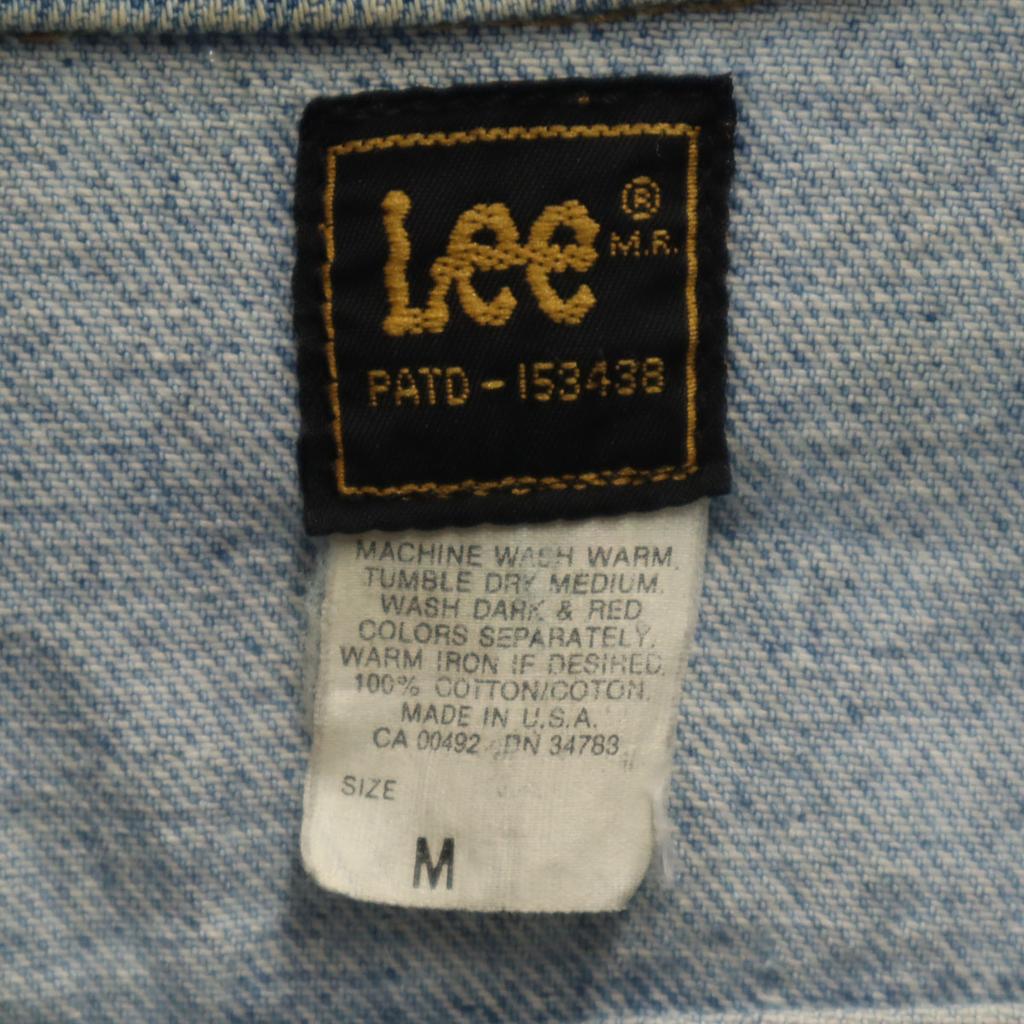 Lee ®
M.R.
PATD - 153438
MACHINE WASH WARM.
TUMBLE DRY MEDIUM.
WASH DARK & RED
COLORS SEPARATELY.
WARM IRON IF DESIRED.
100% COTTON/COTON.
MADE IN U.S.A.
CA 00492 DN 34783
SIZE
M